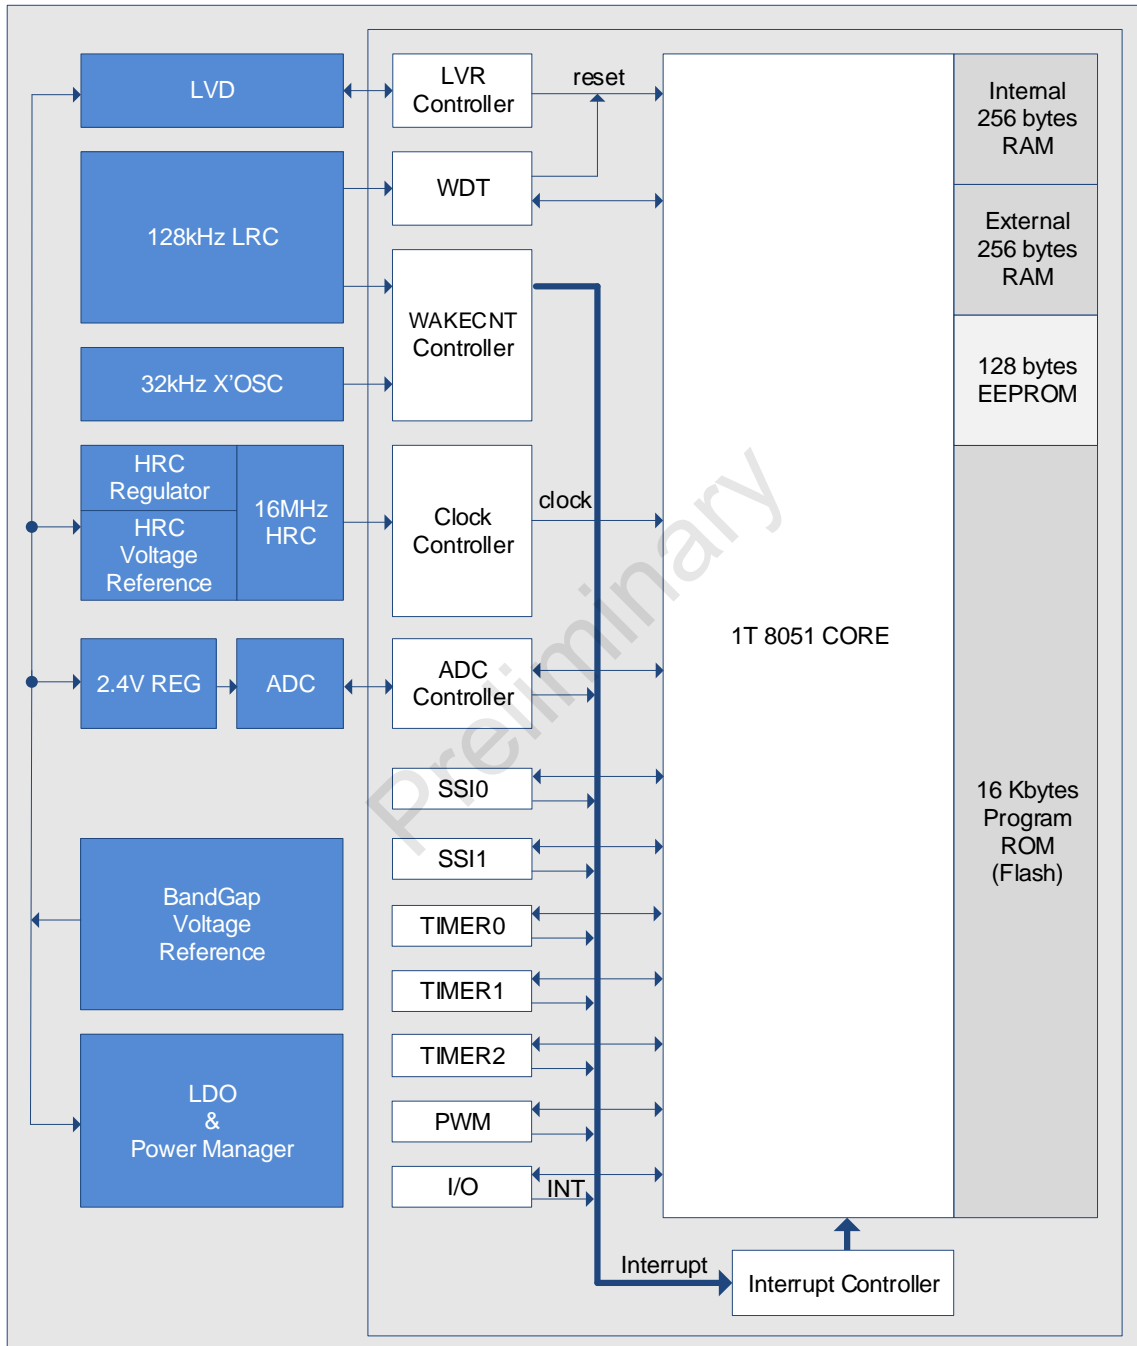 LVD
LVR
Controller
reset
Internal
256 bytes
RAM
128kHz LRC
WDT
External
256 bytes
RAM
WAKECNT
Controller
32kHz X'OSC
128 bytes
EEPROM
HRC
Regulator
HRC
Voltage
Reference
16MHz
HRC
Clock
Controller
clock
1T 8051 CORE
2.4V REG
ADC
ADC
Controller
Preliminary
SSI0
SSI1
16 Kbytes
Program
ROM
(Flash)
BandGap
Voltage
Reference
TIMER0
TIMER1
TIMER2
LDO
&
Power Manager
PWM
I/O
INT
Interrupt
Interrupt Controller